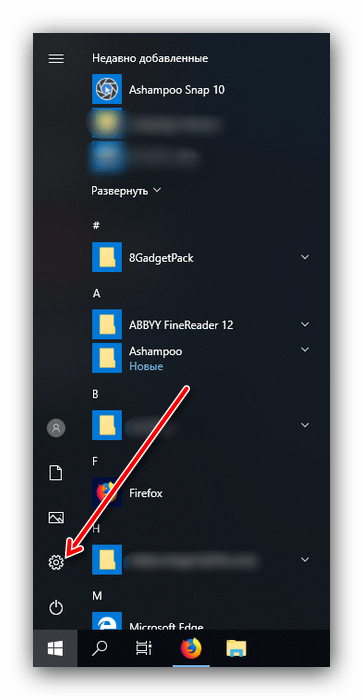 Недавно добавленные
Ashampoo Snap 10
Развернуть
#
8GadgetPack
A
ABBYY FineReader 12
Ashampoo
Новые
B
F
Firefox
H
M
Microsoft Edge